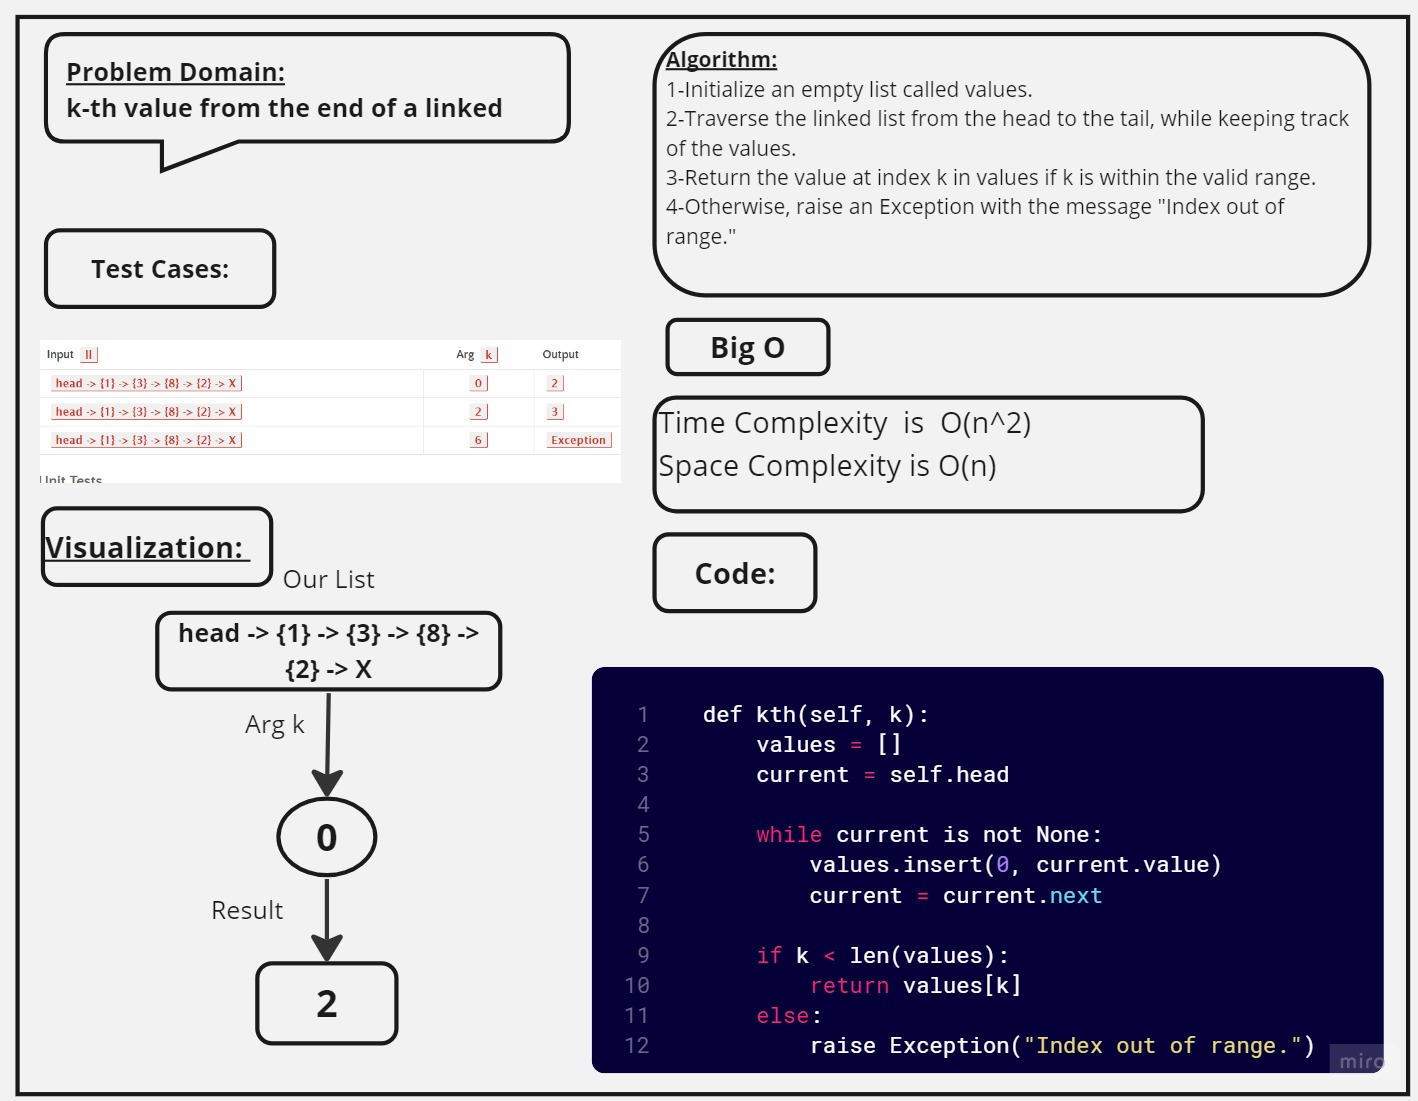 Problem Domain:
k-th value from the end of a linked
Test Cases:
Input ll Arg k Output
head -> {1} -> {3} -> {8} -> {2} -> X 0 2
head -> {1} -> {3} -> {8} -> {2} -> X 2 3
head -> {1} -> {3} -> {8} -> {2} -> X 6 Exception
Unit Tests
Visualization:
Our List
head -> {1} -> {3} -> {8} ->
{2} -> X
Arg k
0
Result
2
Algorithm:
1-Initialize an empty list called values.
2-Traverse the linked list from the head to the tail, while keeping track
of the values.
3-Return the value at index k in values if k is within the valid range.
4-Otherwise, raise an Exception with the message "Index out of
range."
Big O
Time Complexity  is  O(n^2)
Space Complexity is O(n)
Code:
1 def kth(self, k):
2 values = []
3 current = self.head
4
5 while current is not None:
6 values.insert(0, current.value)
7 current = current.next
8
9 if k < len(values):
10 return values[k]
11 else:
12 raise Exception("Index out of range.")
miro